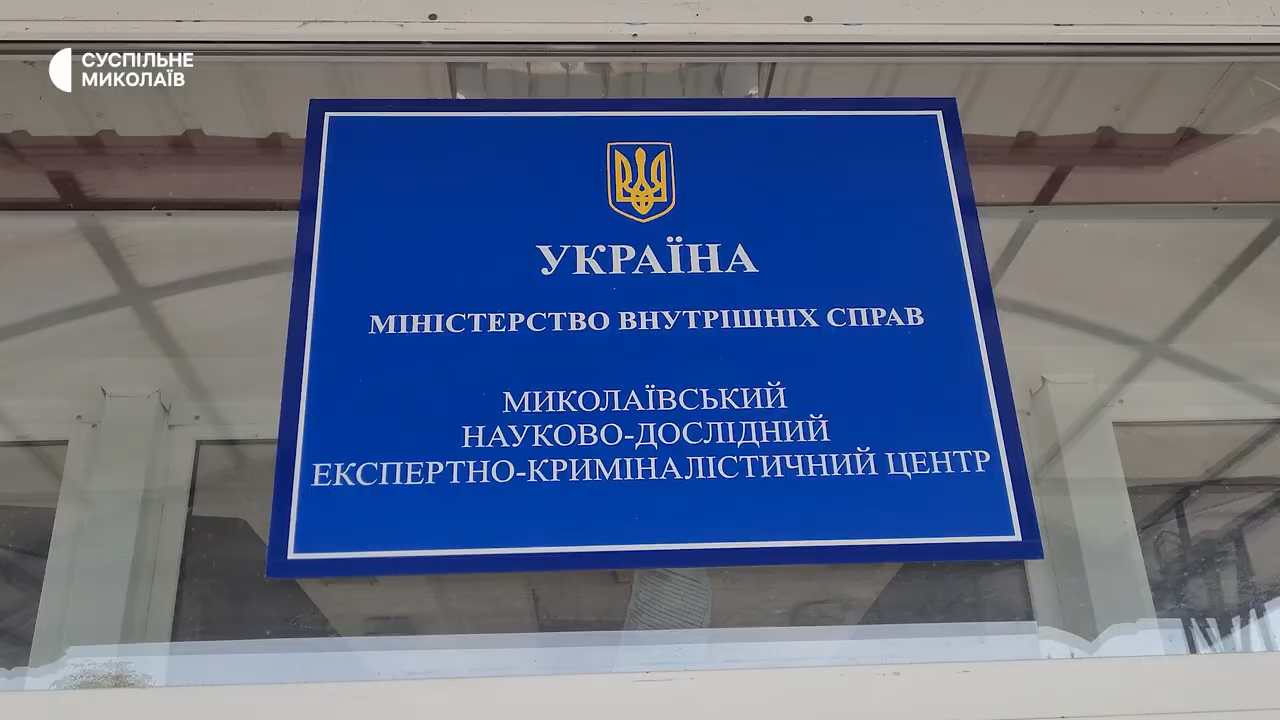 СУСПІЛЬНЕ
МИКОЛАЇВ
УКРАЇНА
МІНІСТЕРСТВО ВНУТРІШНІХ СПРАВ
МИКОЛАЇВСЬКИЙ
НАУКОВО-ДОСЛІДНИЙ
ЕКСПЕРТНО-КРИМІНАЛІСТИЧНИЙ ЦЕНТР